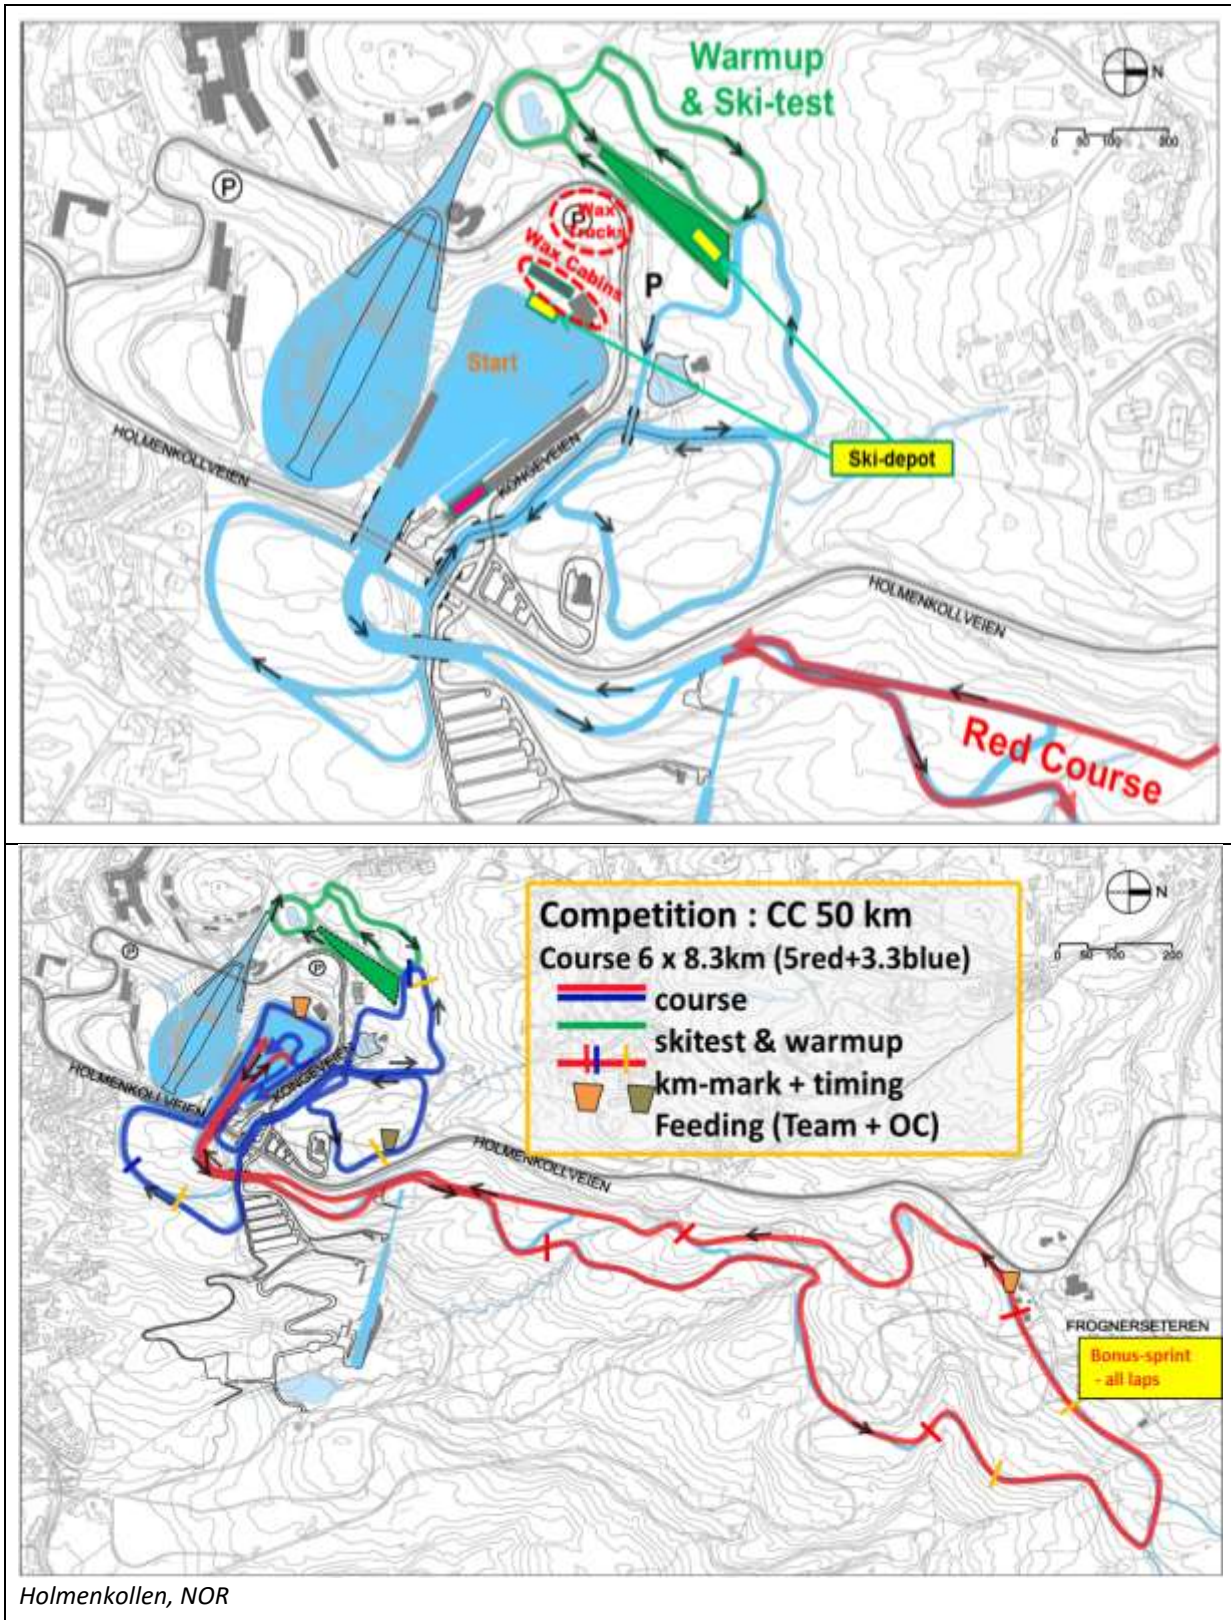 Warmup
& Ski-test
N
0 50 100 200
P
Wax
Trucks
P
Wax Cabins
P
Start
HOLMENKOLLVEIEN
KONGEVEIEN
Ski-depot
HOLMENKOLLVEIEN
Red Course
Competition : CC 50 km
Course 6 x 8.3km (5red+3.3blue)
course
skitest & warmup
km-mark + timing
Feeding (Team + OC)
N
0 50 100 200
P
P
HOLMENKOLLVEIEN
KONGEVEIEN
HOLMENKOLLVEIEN
FROGNERSETEREN
Bonus-sprint
- all laps
Holmenkollen, NOR